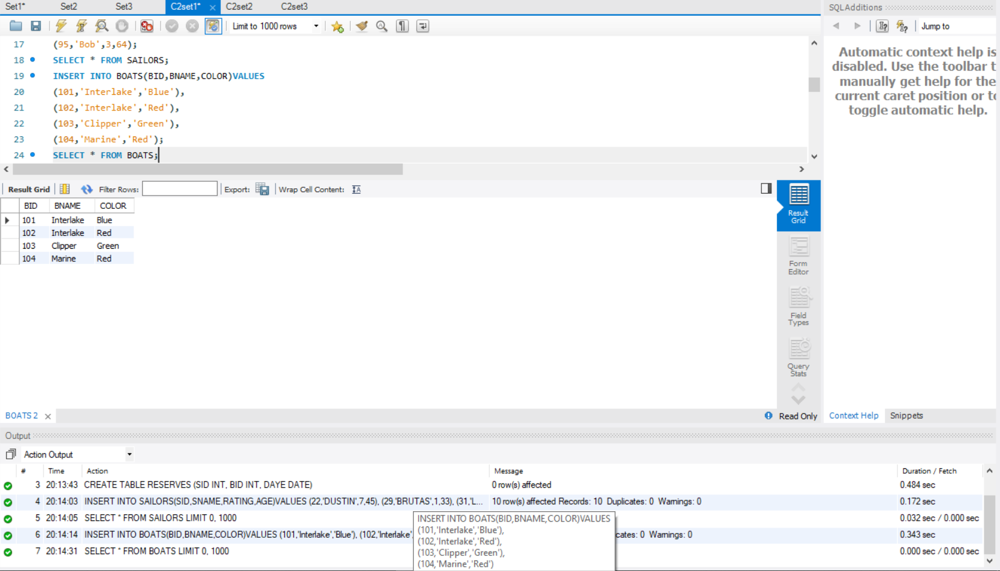 Set1* Set2 Set3 C2set1* C2set2 C2set3
SQLAdditions
Limit to 1000 rows
Jump to
17 (95,'Bob',3,64);
18 SELECT * FROM SAILORS;
19 INSERT INTO BOATS(BID,BNAME,COLOR)VALUES
20 (101,'Interlake','Blue'),
21 (102,'Interlake','Red'),
22 (103,'Clipper','Green'),
23 (104,'Marine','Red');
24 SELECT * FROM BOATS;
Automatic context help is
disabled. Use the toolbar t
manually get help for the
current caret position or to
toggle automatic help.
Result Grid Filter Rows: Export: Wrap Cell Content:
BID BNAME COLOR
101 Interlake Blue
102 Interlake Red
103 Clipper Green
104 Marine Red
Result
Grid
Form
Editor
Field
Types
Query
Stats
BOATS 2 Read Only
Context Help Snippets
Output
Action Output
# Time Action Message Duration / Fetch
3 20:13:43 CREATE TABLE RESERVES (SID INT, BID INT, DAYE DATE) 0 row(s) affected 0.484 sec
4 20:14:03 INSERT INTO SAILORS(SID,SNAME,RATING,AGE)VALUES (22,'DUSTIN',7,45), (29,'BRUTAS',1,33), (31,'L... 10 row(s) affected Records: 10 Duplicates: 0 Warnings: 0 0.172 sec
5 20:14:05 SELECT * FROM SAILORS LIMIT 0, 1000 0.032 sec / 0.000 sec
6 20:14:14 INSERT INTO BOATS(BID,BNAME,COLOR)VALUES (101,'Interlake','Blue'), (102,'Interlake', cates: 0 Warnings: 0 0.343 sec
7 20:14:31 SELECT * FROM BOATS LIMIT 0, 1000 0.000 sec / 0.000 sec
INSERT INTO BOATS(BID,BNAME,COLOR)VALUES
(101,'Interlake','Blue'),
(102,'Interlake','Red'),
(103,'Clipper','Green'),
(104,'Marine','Red')